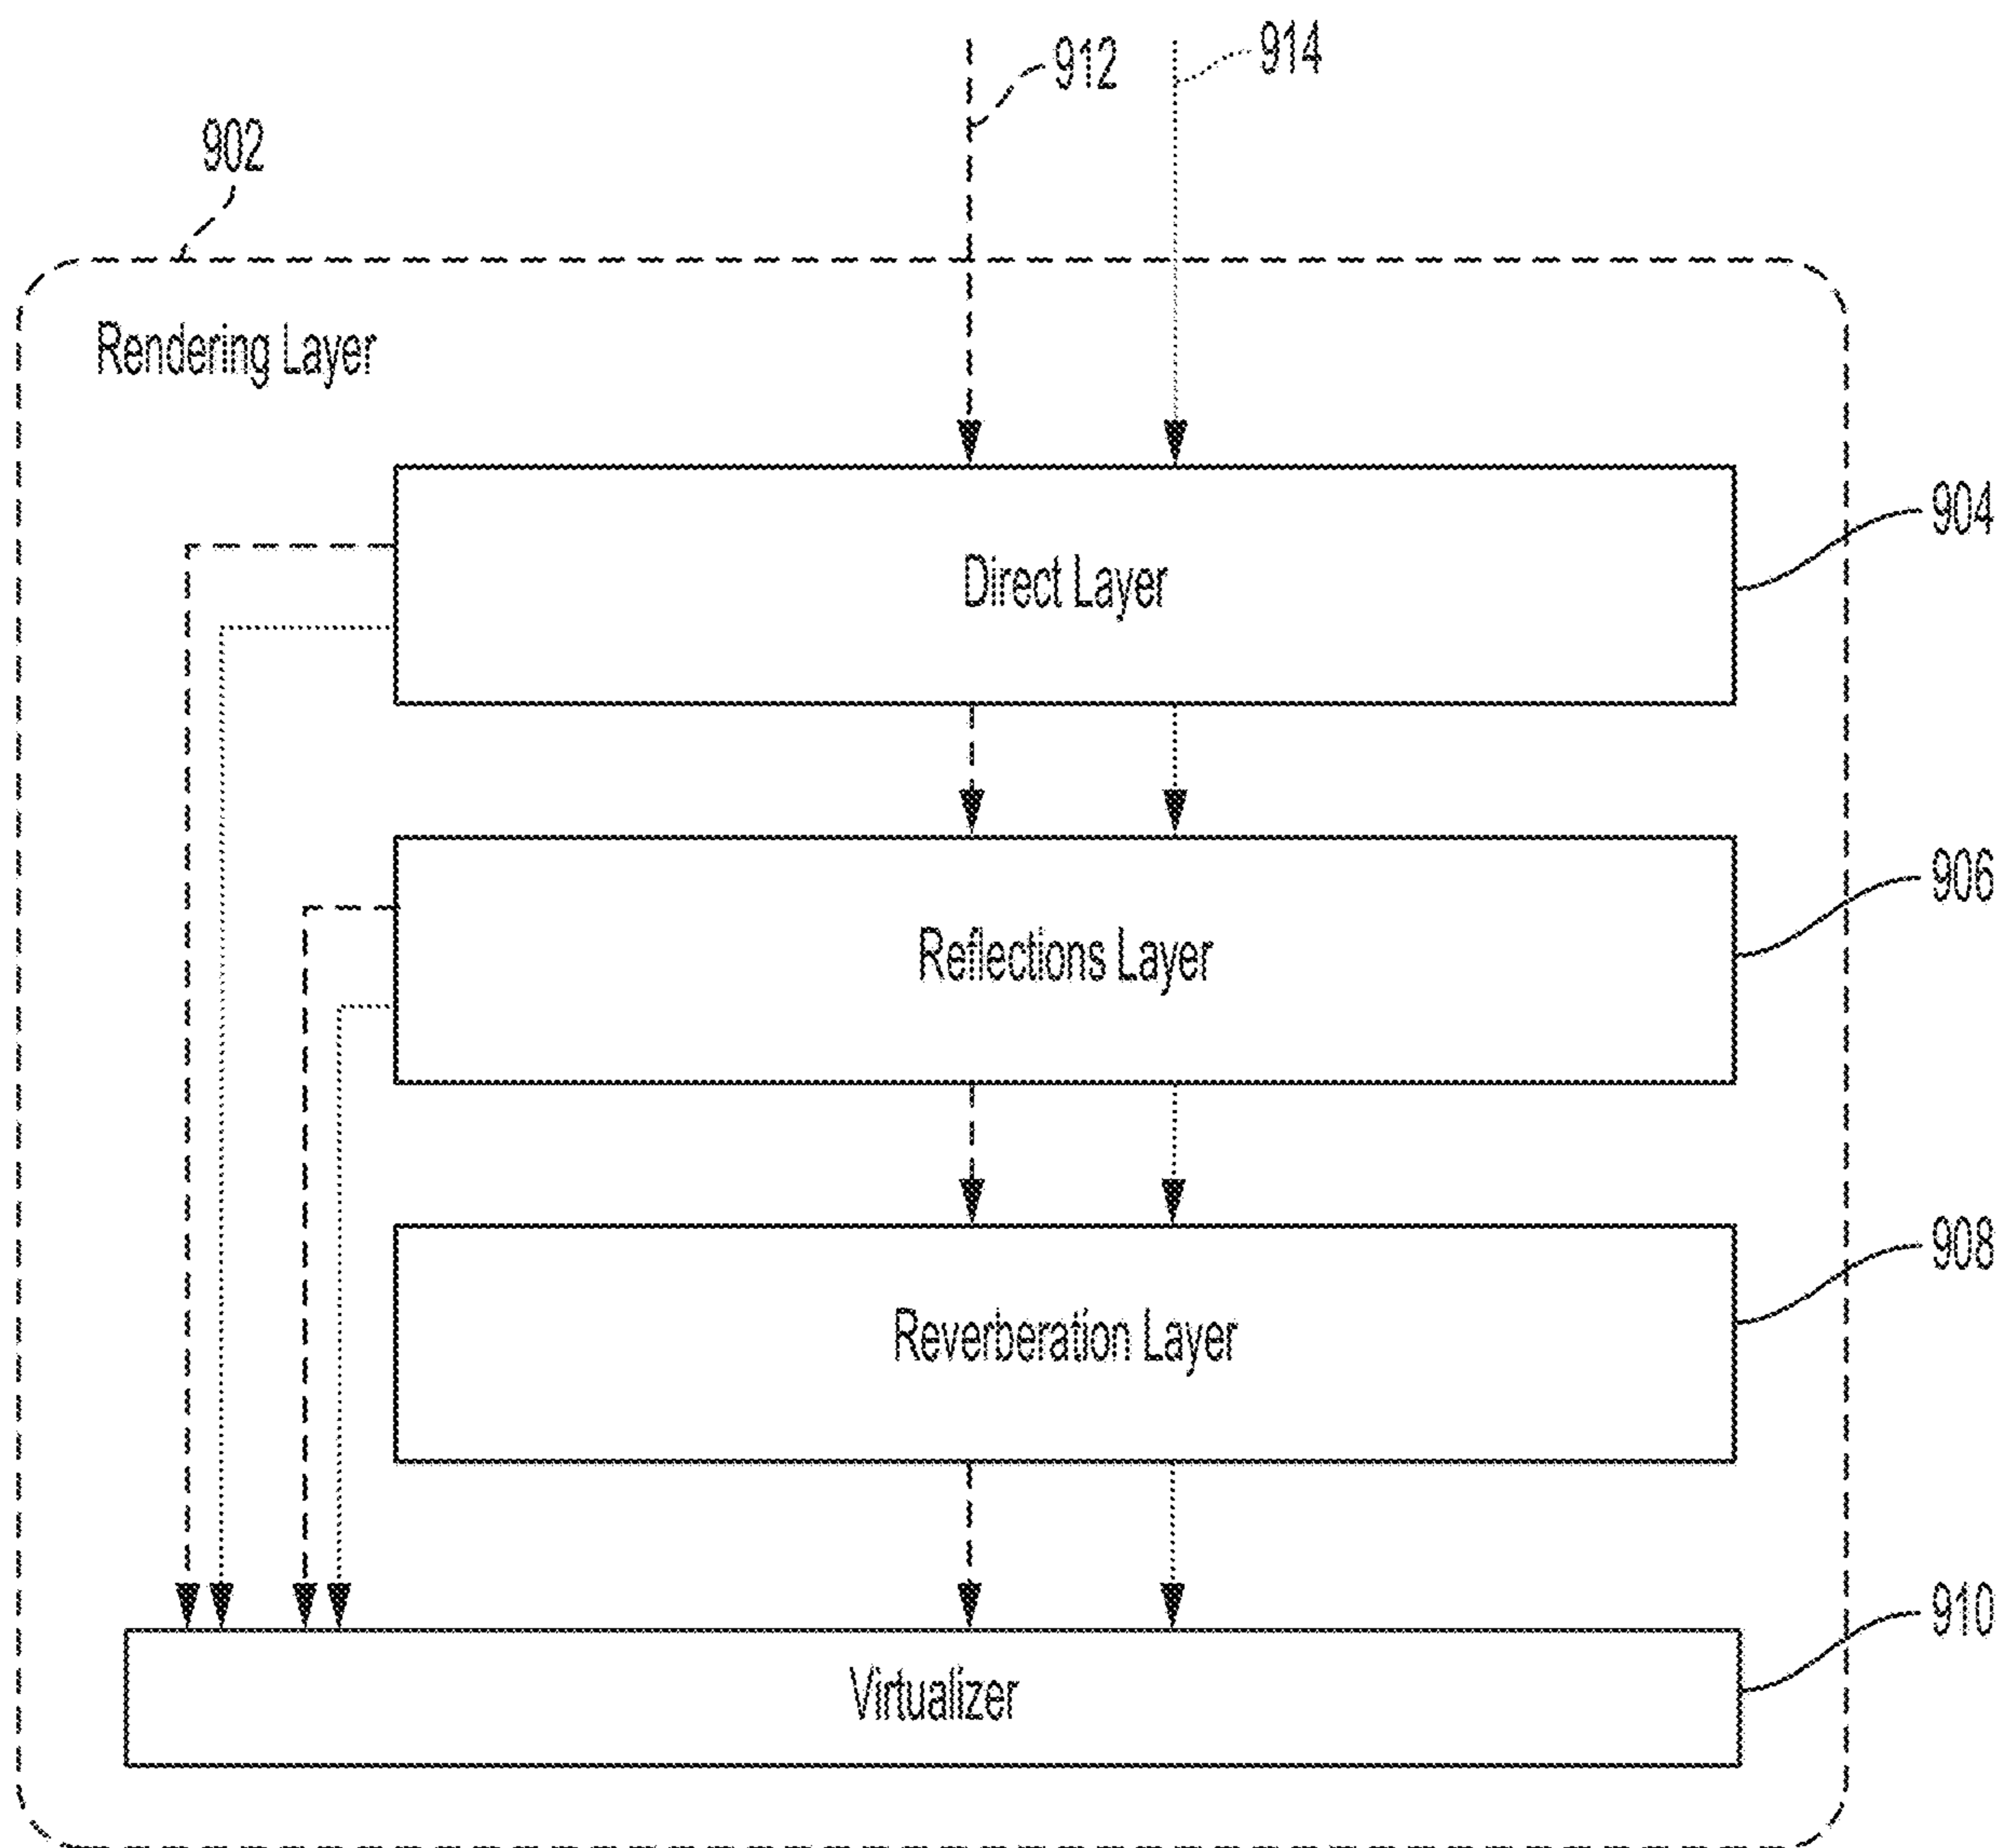 914
912
902
Rendering Layer
904
Direct Layer
906
Reflections Layer
908
Reverberation Layer
910
Virtualizer